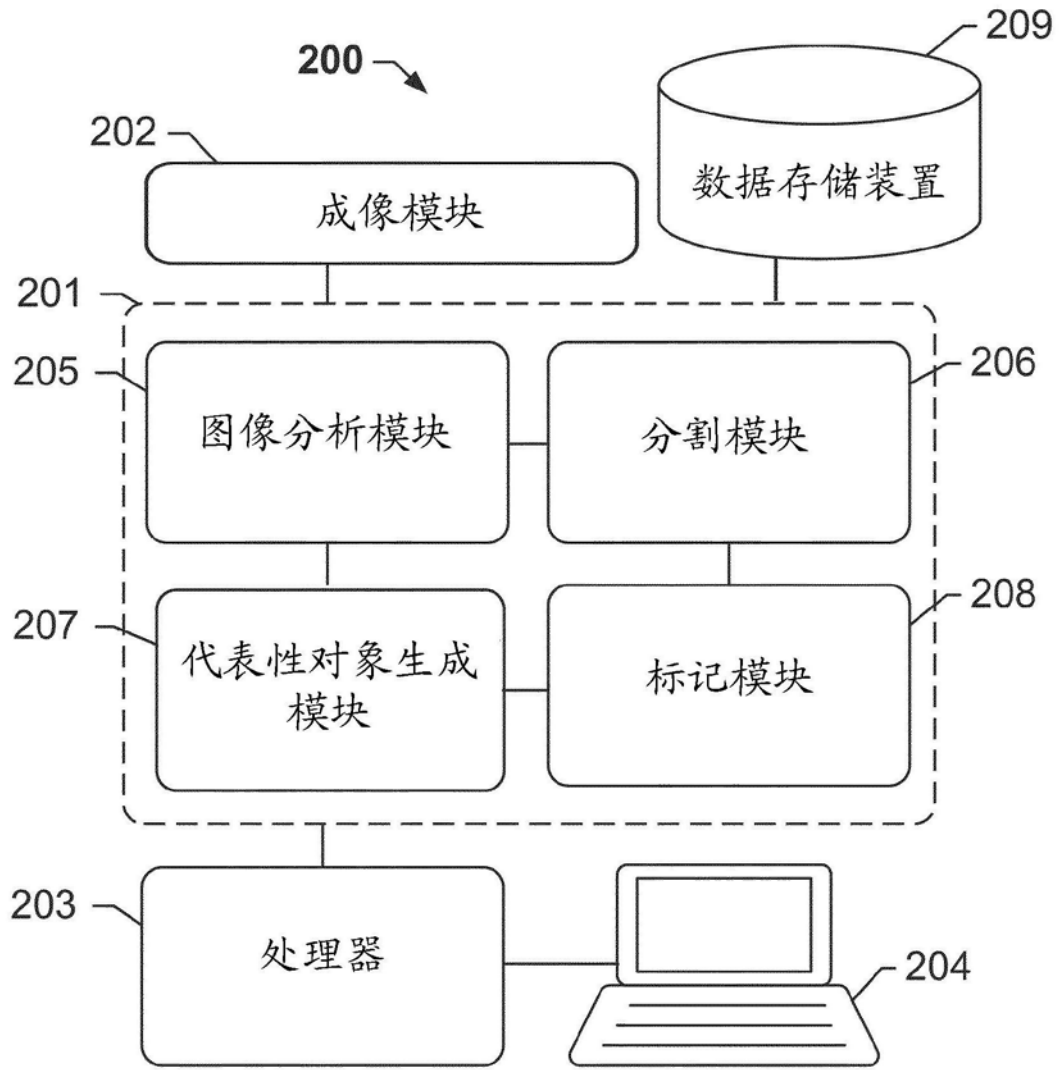 209
200
202
数据存储装置
成像模块
201
205
206
图像分析模块
分割模块
207
208
代表性对象生成
模块
标记模块
203
处理器
204